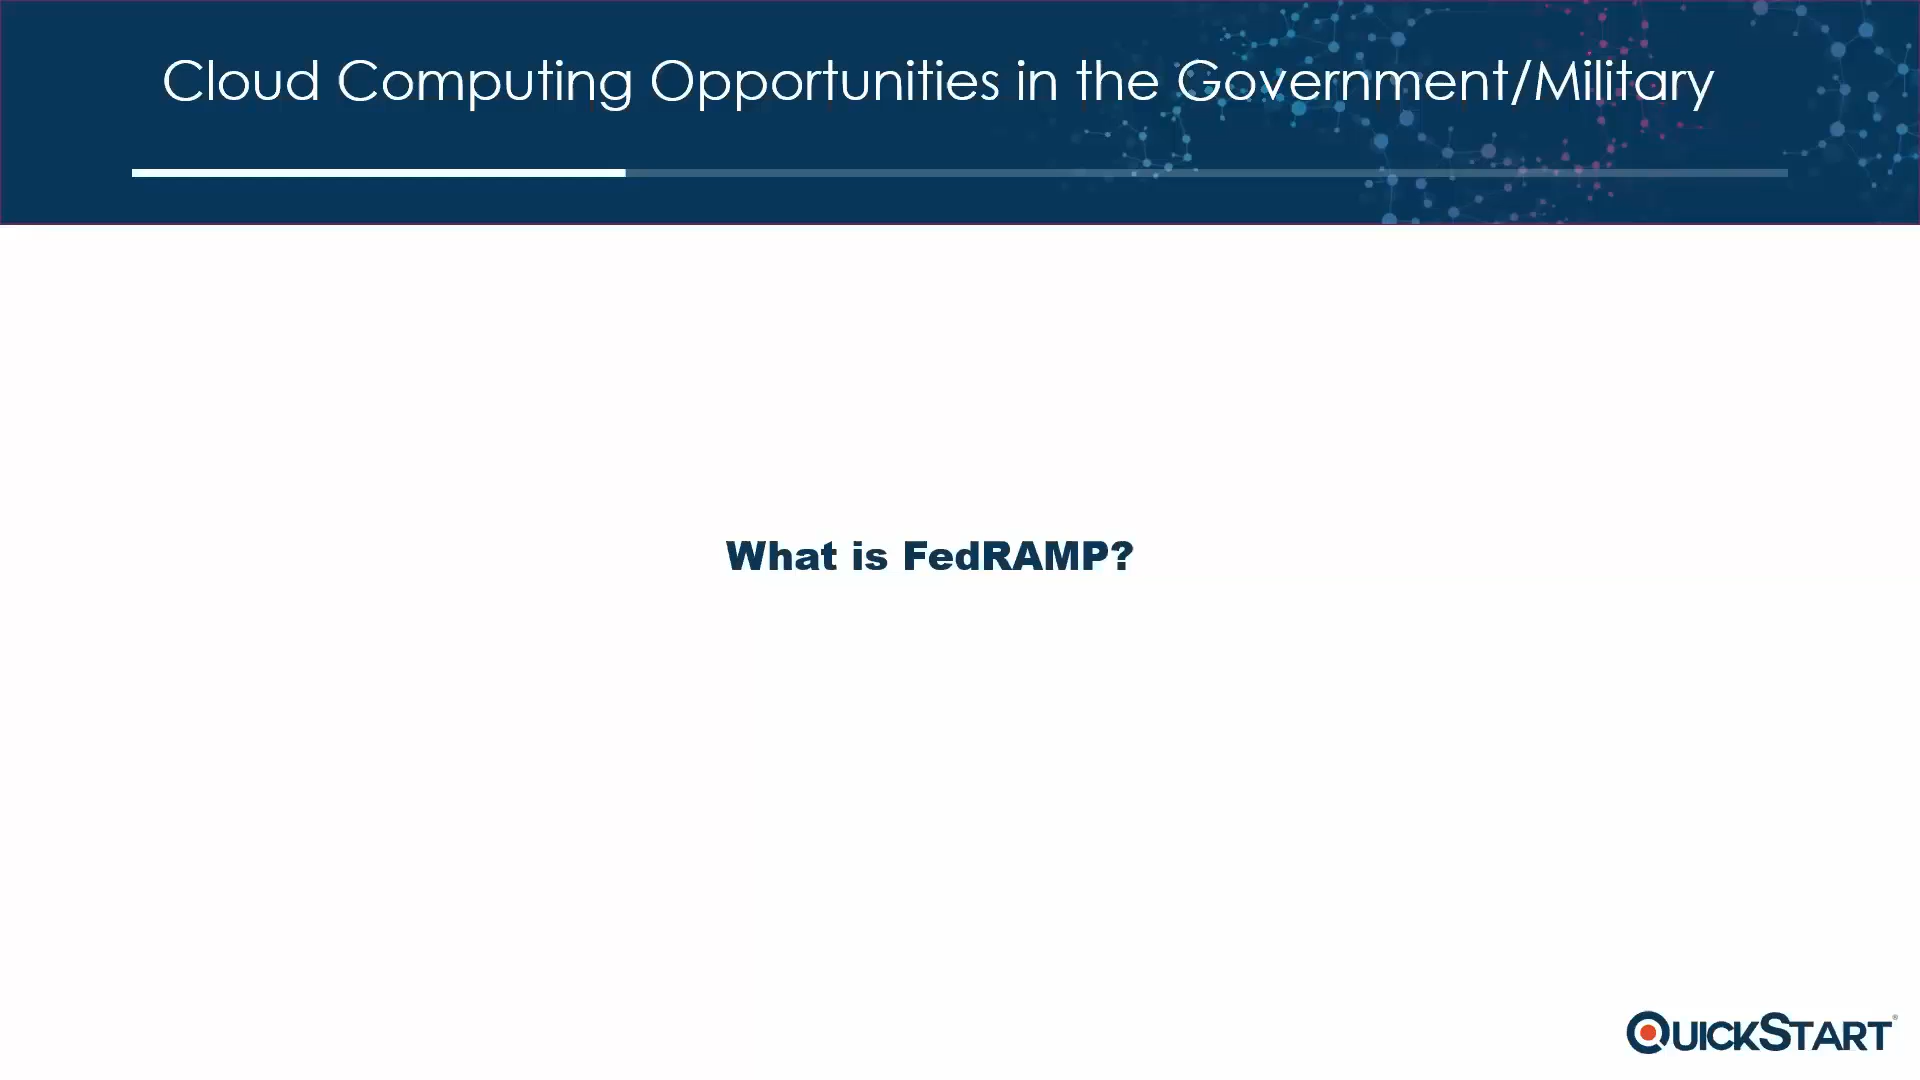 Cloud Computing Opportunities in the Government/Military
What is FedRAMP?
QUICKSTART®